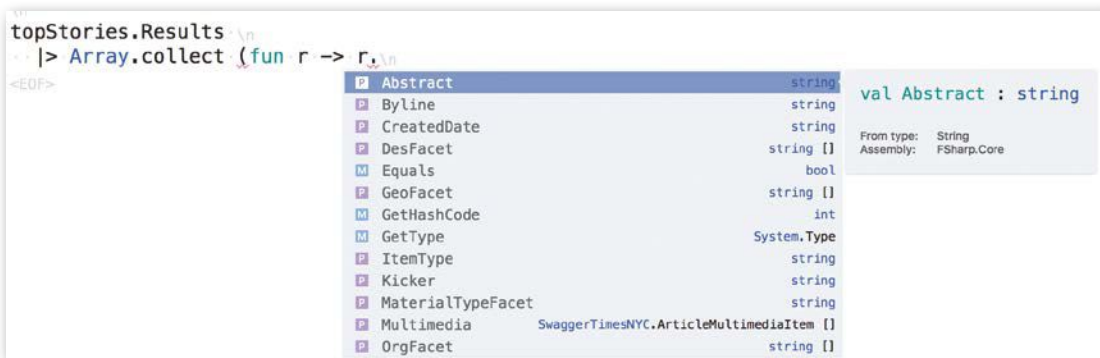 \n
topStories.Results \n
|> Array.collect (fun r -> r. \n
<EOF>
P Abstract string
P Byline string
P CreatedDate string
P DesFacet string []
M Equals bool
P GeoFacet string []
M GetHashCode int
M GetType System.Type
P ItemType string
P Kicker string
P MaterialTypeFacet string
P Multimedia SwaggerTimesNYC.ArticleMultimediaItem []
P OrgFacet string []
val Abstract : string
From type: String
Assembly: FSharp.Core